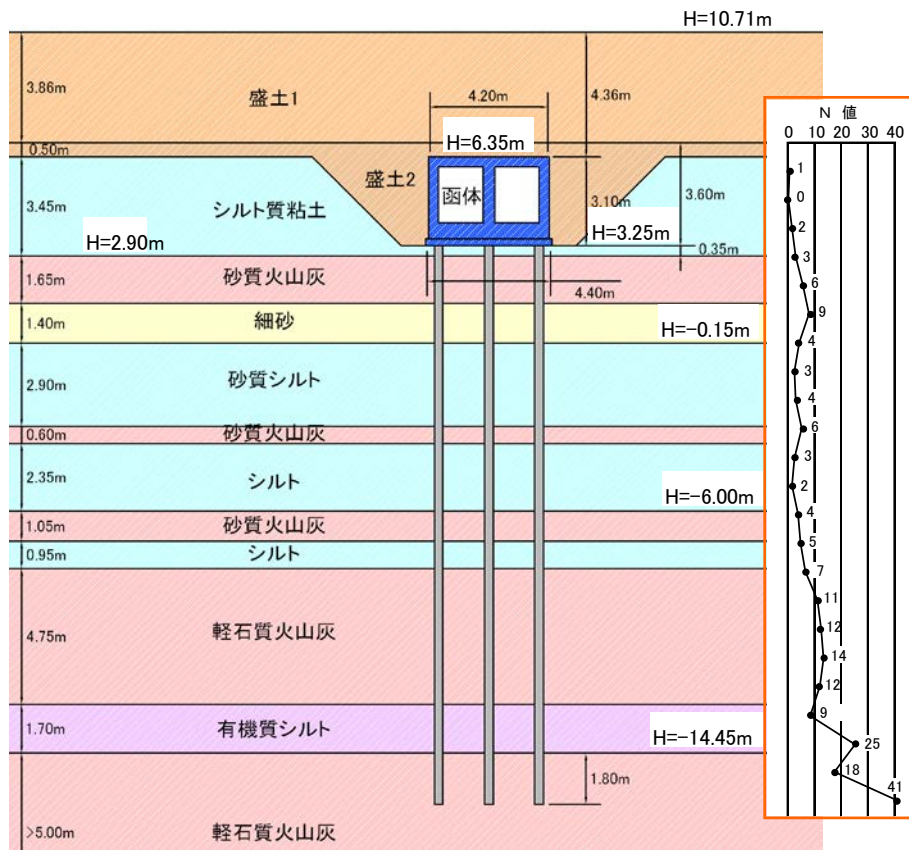 H=10.71m
3.86m
盛土1
4.20m
4.36m
0.50m
H=6.35m
盛土2
函体
3.45m
シルト質粘土
3.10m
3.60m
H=2.90m
H=3.25m
0.35m
1.65m
砂質火山灰
4.40m
1.40m
細砂
H=-0.15m
2.90m
砂質シルト
0.60m
砂質火山灰
2.35m
シルト
H=-6.00m
1.05m
砂質火山灰
0.95m
シルト
4.75m
軽石質火山灰
1.70m
有機質シルト
H=-14.45m
1.80m
>5.00m
軽石質火山灰
N 値
0 10 20 30 40
1
0
2
3
6
9
4
3
4
6
3
2
4
5
7
11
12
14
12
9
25
18
41